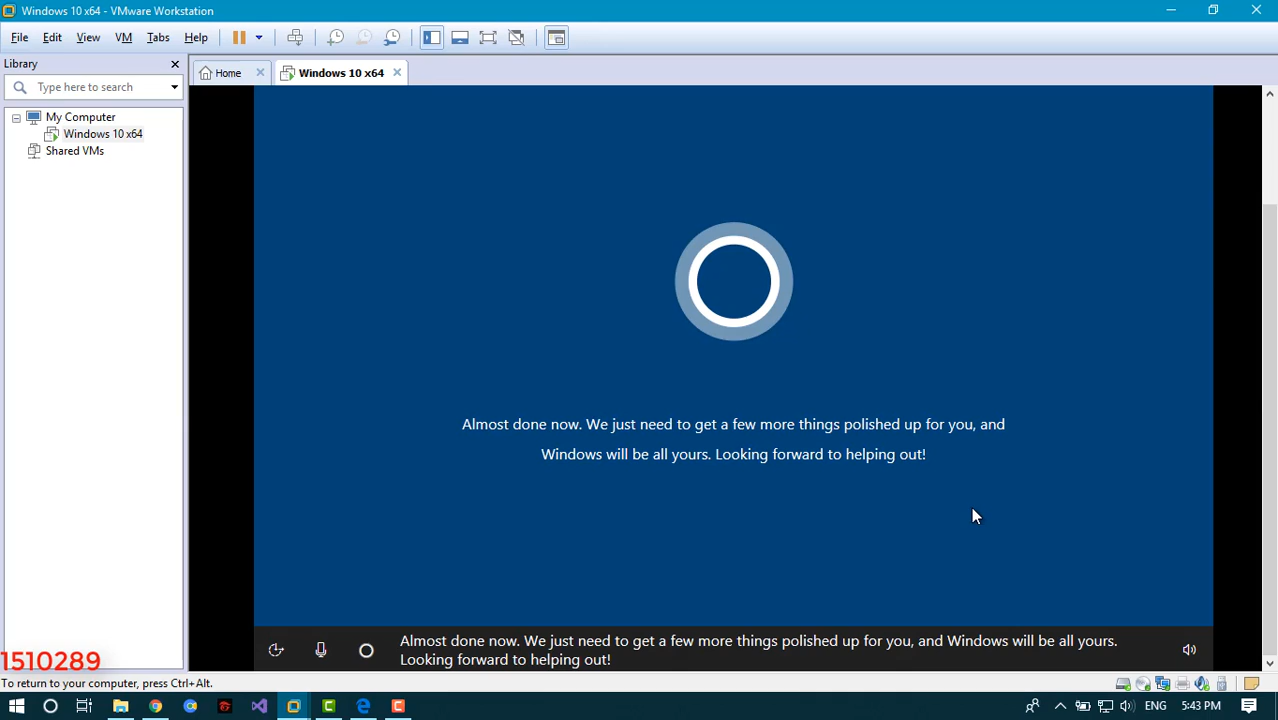 Windows 10 x64 - VMware Workstation
File Edit View VM Tabs Help
Library
Type here to search
My Computer
Windows 10 x64
Shared VMs
Home
Windows 10 x64
Almost done now. We just need to get a few more things polished up for you, and
Windows will be all yours. Looking forward to helping out!
Almost done now. We just need to get a few more things polished up for you, and Windows will be all yours.
Looking forward to helping out!
1510289
To return to your computer, press Ctrl+Alt.
ENG 5:43 PM